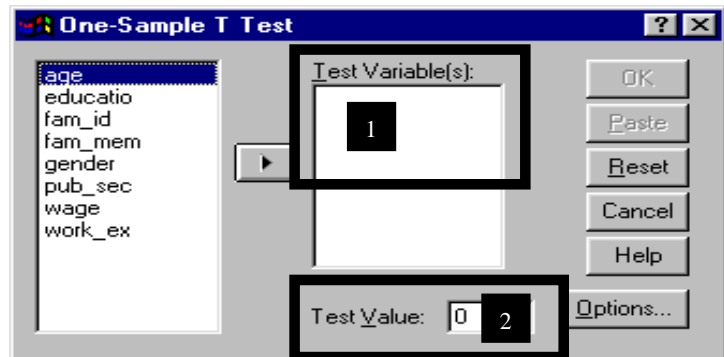 One-Sample T Test
age
educatio
fam_id
fam_mem
gender
pub_sec
wage
work_ex
Test Variable(s):
1
Test Value: 0
2
OK
Paste
Reset
Cancel
Help
Options...